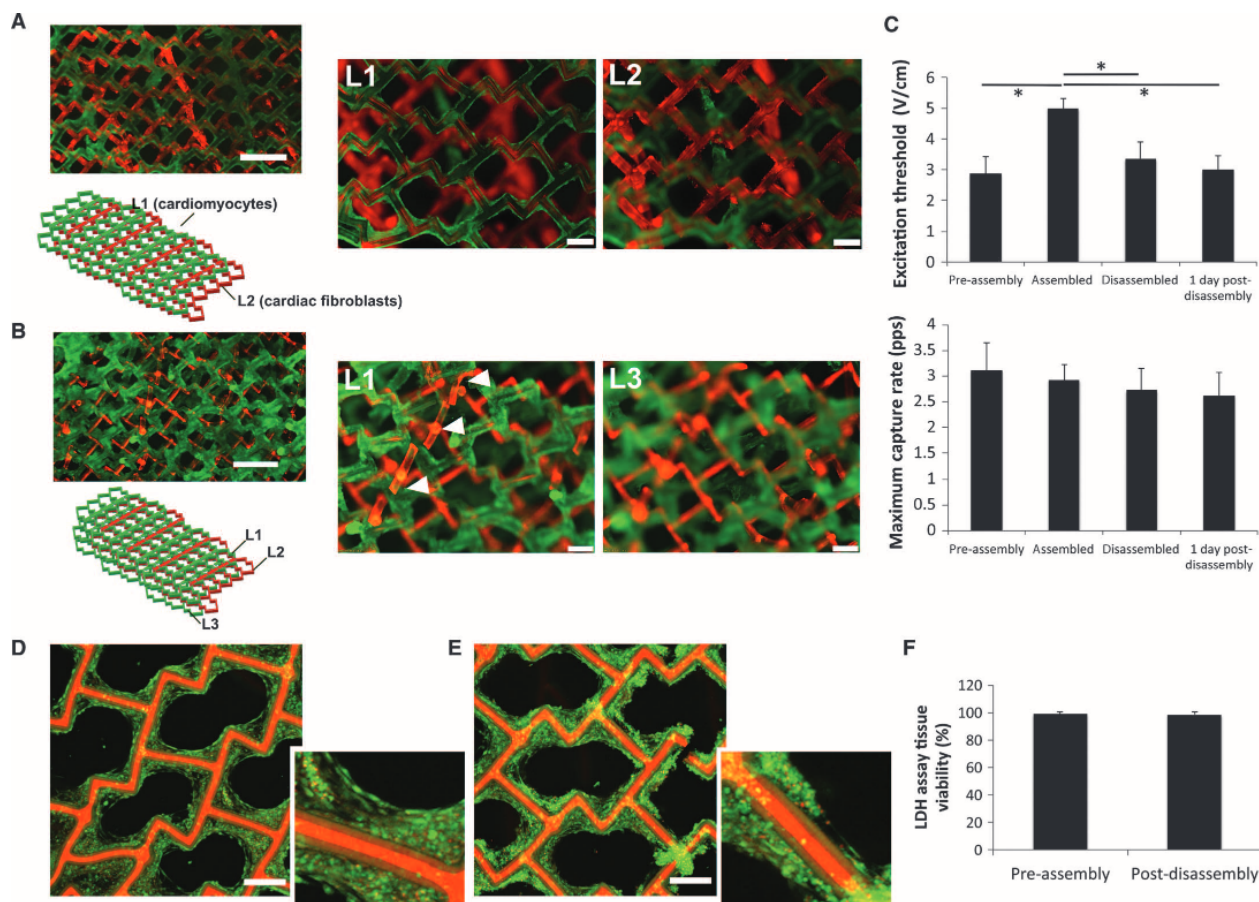 A
L1 (cardiomyocytes)
L2 (cardiac fibroblasts)
L1
L2
B
L1
L2
L3
L1
L3
C
Excitation threshold (V/cm)
6
5
4
3
2
1
0
*
*
*
Pre-assembly
Assembled
Disassembled
1 day post-
disassembly
Maximum capture rate (pps)
4
3.5
3
2.5
2
1.5
1
0.5
0
Pre-assembly
Assembled
Disassembled
1 day post-
disassembly
D
E
F
LDH assay tissue
viability (%)
120
100
80
60
40
20
0
Pre-assembly
Post-disassembly